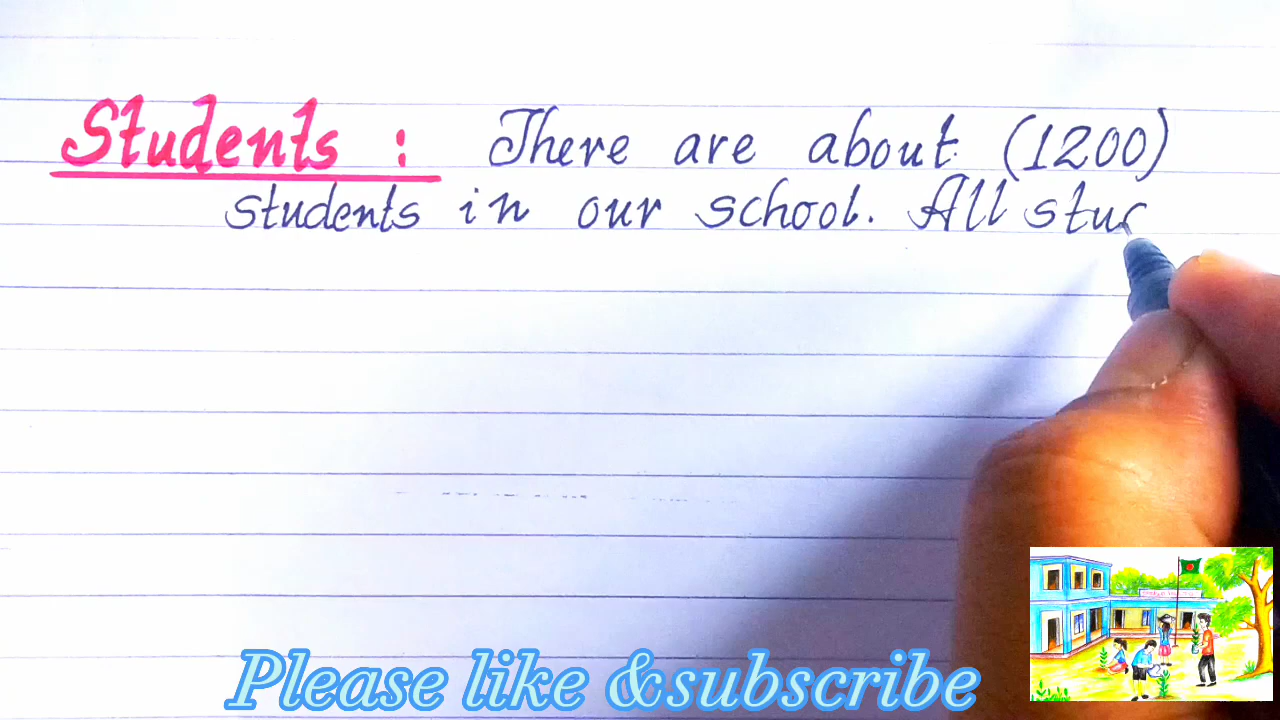 Students : There are about (1200)
students in our school. All stu
Please like &subscribe